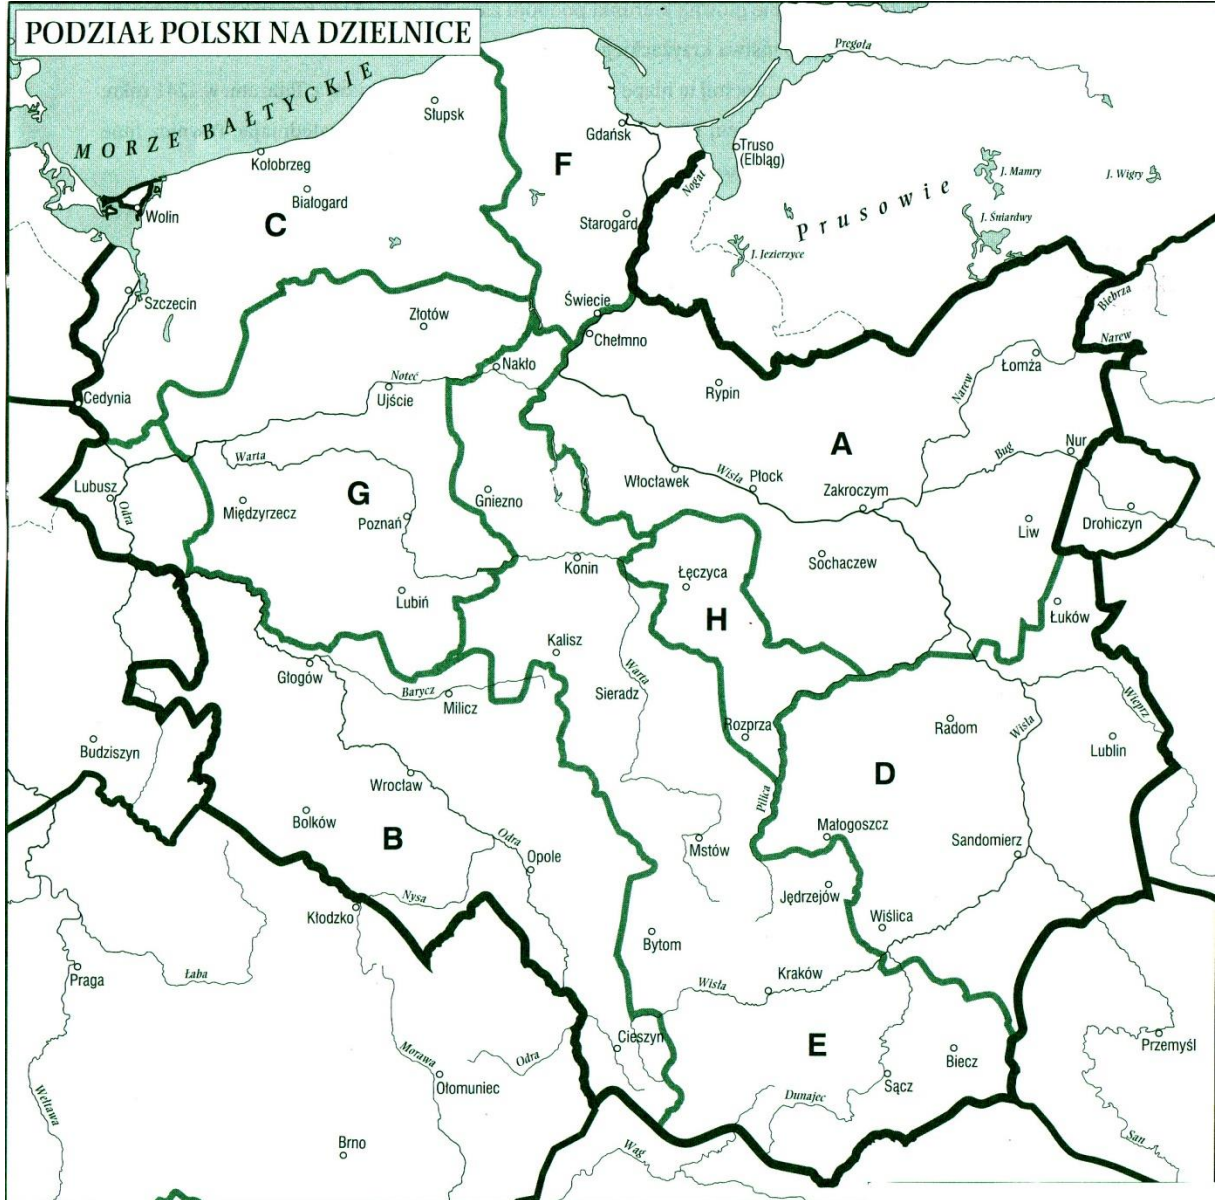 PODZIAŁ POLSKI NA DZIELNICE
MORZE BAŁTYCKIE
Pregoła
Słupsk
Gdańsk
Truso
(Elbląg)
Kołobrzeg
F
J. Mamry
J. Wigry
Nogat
Białogard
Wolin
C
Starogard
Prusowie
J. Śniardwy
J. Jezierzyce
Szczecin
Świecie
Biebrza
Złotów
Chełmno
Narew
Nakło
Łomża
Noteć
Ujście
Rypin
Narew
Cedynia
A
Nur
Bug
Warta
Włocławek
Wisła
Płock
Zakroczym
Lubusz
Odra
Międzyrzecz
G
Poznań
Gniezno
Liw
Drohiczyn
Konin
Łęczyca
Sochaczew
Lubiń
H
Łuków
Kalisz
Głogów
Barycz
Milicz
Sieradz
Warta
Wieprz
Rozprza
Radom
Wisła
Lublin
Budziszyn
Wrocław
D
Pilica
Bolków
B
Odra
Opole
Mstów
Małogoszcz
Sandomierz
Nysa
Kłodzko
Jędrzejów
Wiślica
Bytom
Praga
Łaba
Wisła
Kraków
Cieszyn
E
Biecz
Przemyśl
Morawa
Odra
Ołomuniec
Sącz
Wełtawa
Dunajec
Brno
Wag
San